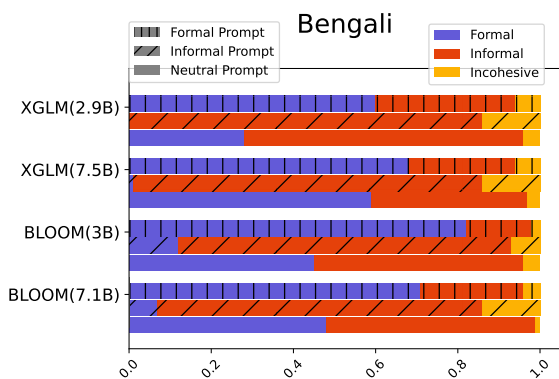 Bengali
Formal Prompt
Informal Prompt
Neutral Prompt
Formal
Informal
Incohesive
XGLM(2.9B)
XGLM(7.5B)
BLOOM(3B)
BLOOM(7.1B)
0.0 0.2 0.4 0.6 0.8 1.0